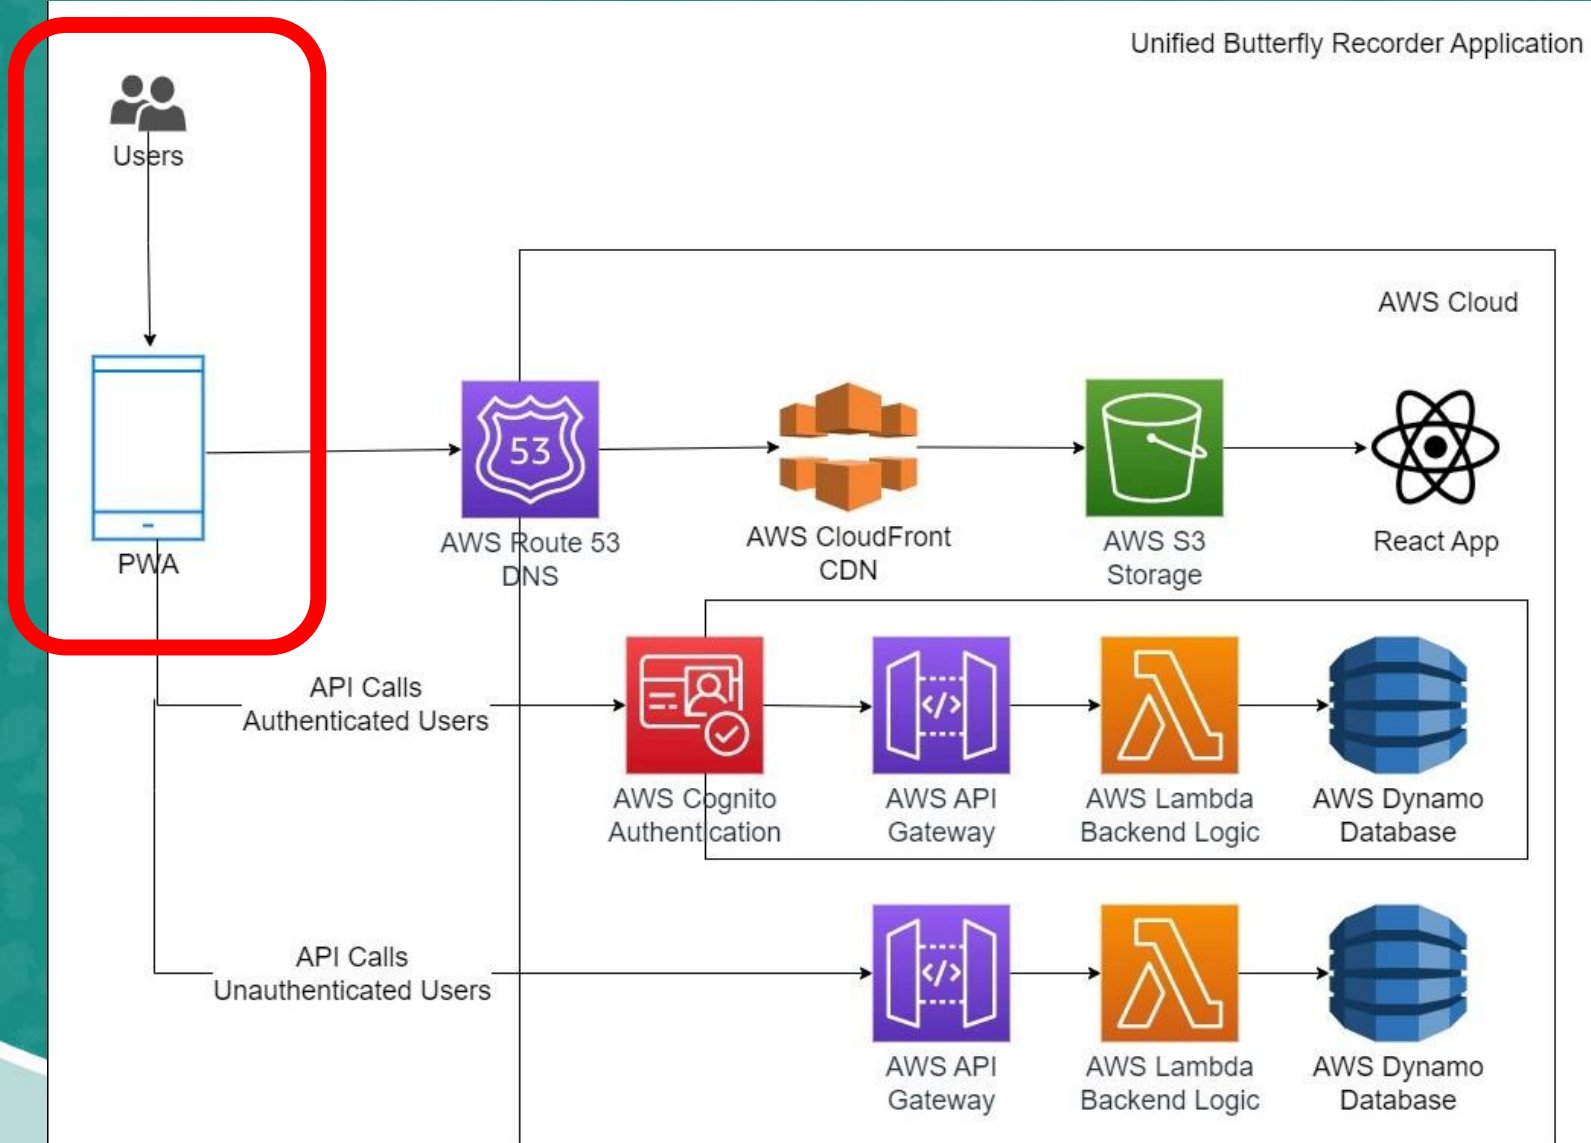 Unified Butterfly Recorder Application
Users
AWS Cloud
53
PWA
AWS Route 53
DNS
AWS CloudFront
CDN
AWS S3
Storage
React App
API Calls
Authenticated Users
</>
AWS Cognito
Authentication
AWS API
Gateway
AWS Lambda
Backend Logic
AWS Dynamo
Database
API Calls
Unauthenticated Users
</>
AWS API
Gateway
AWS Lambda
Backend Logic
AWS Dynamo
Database